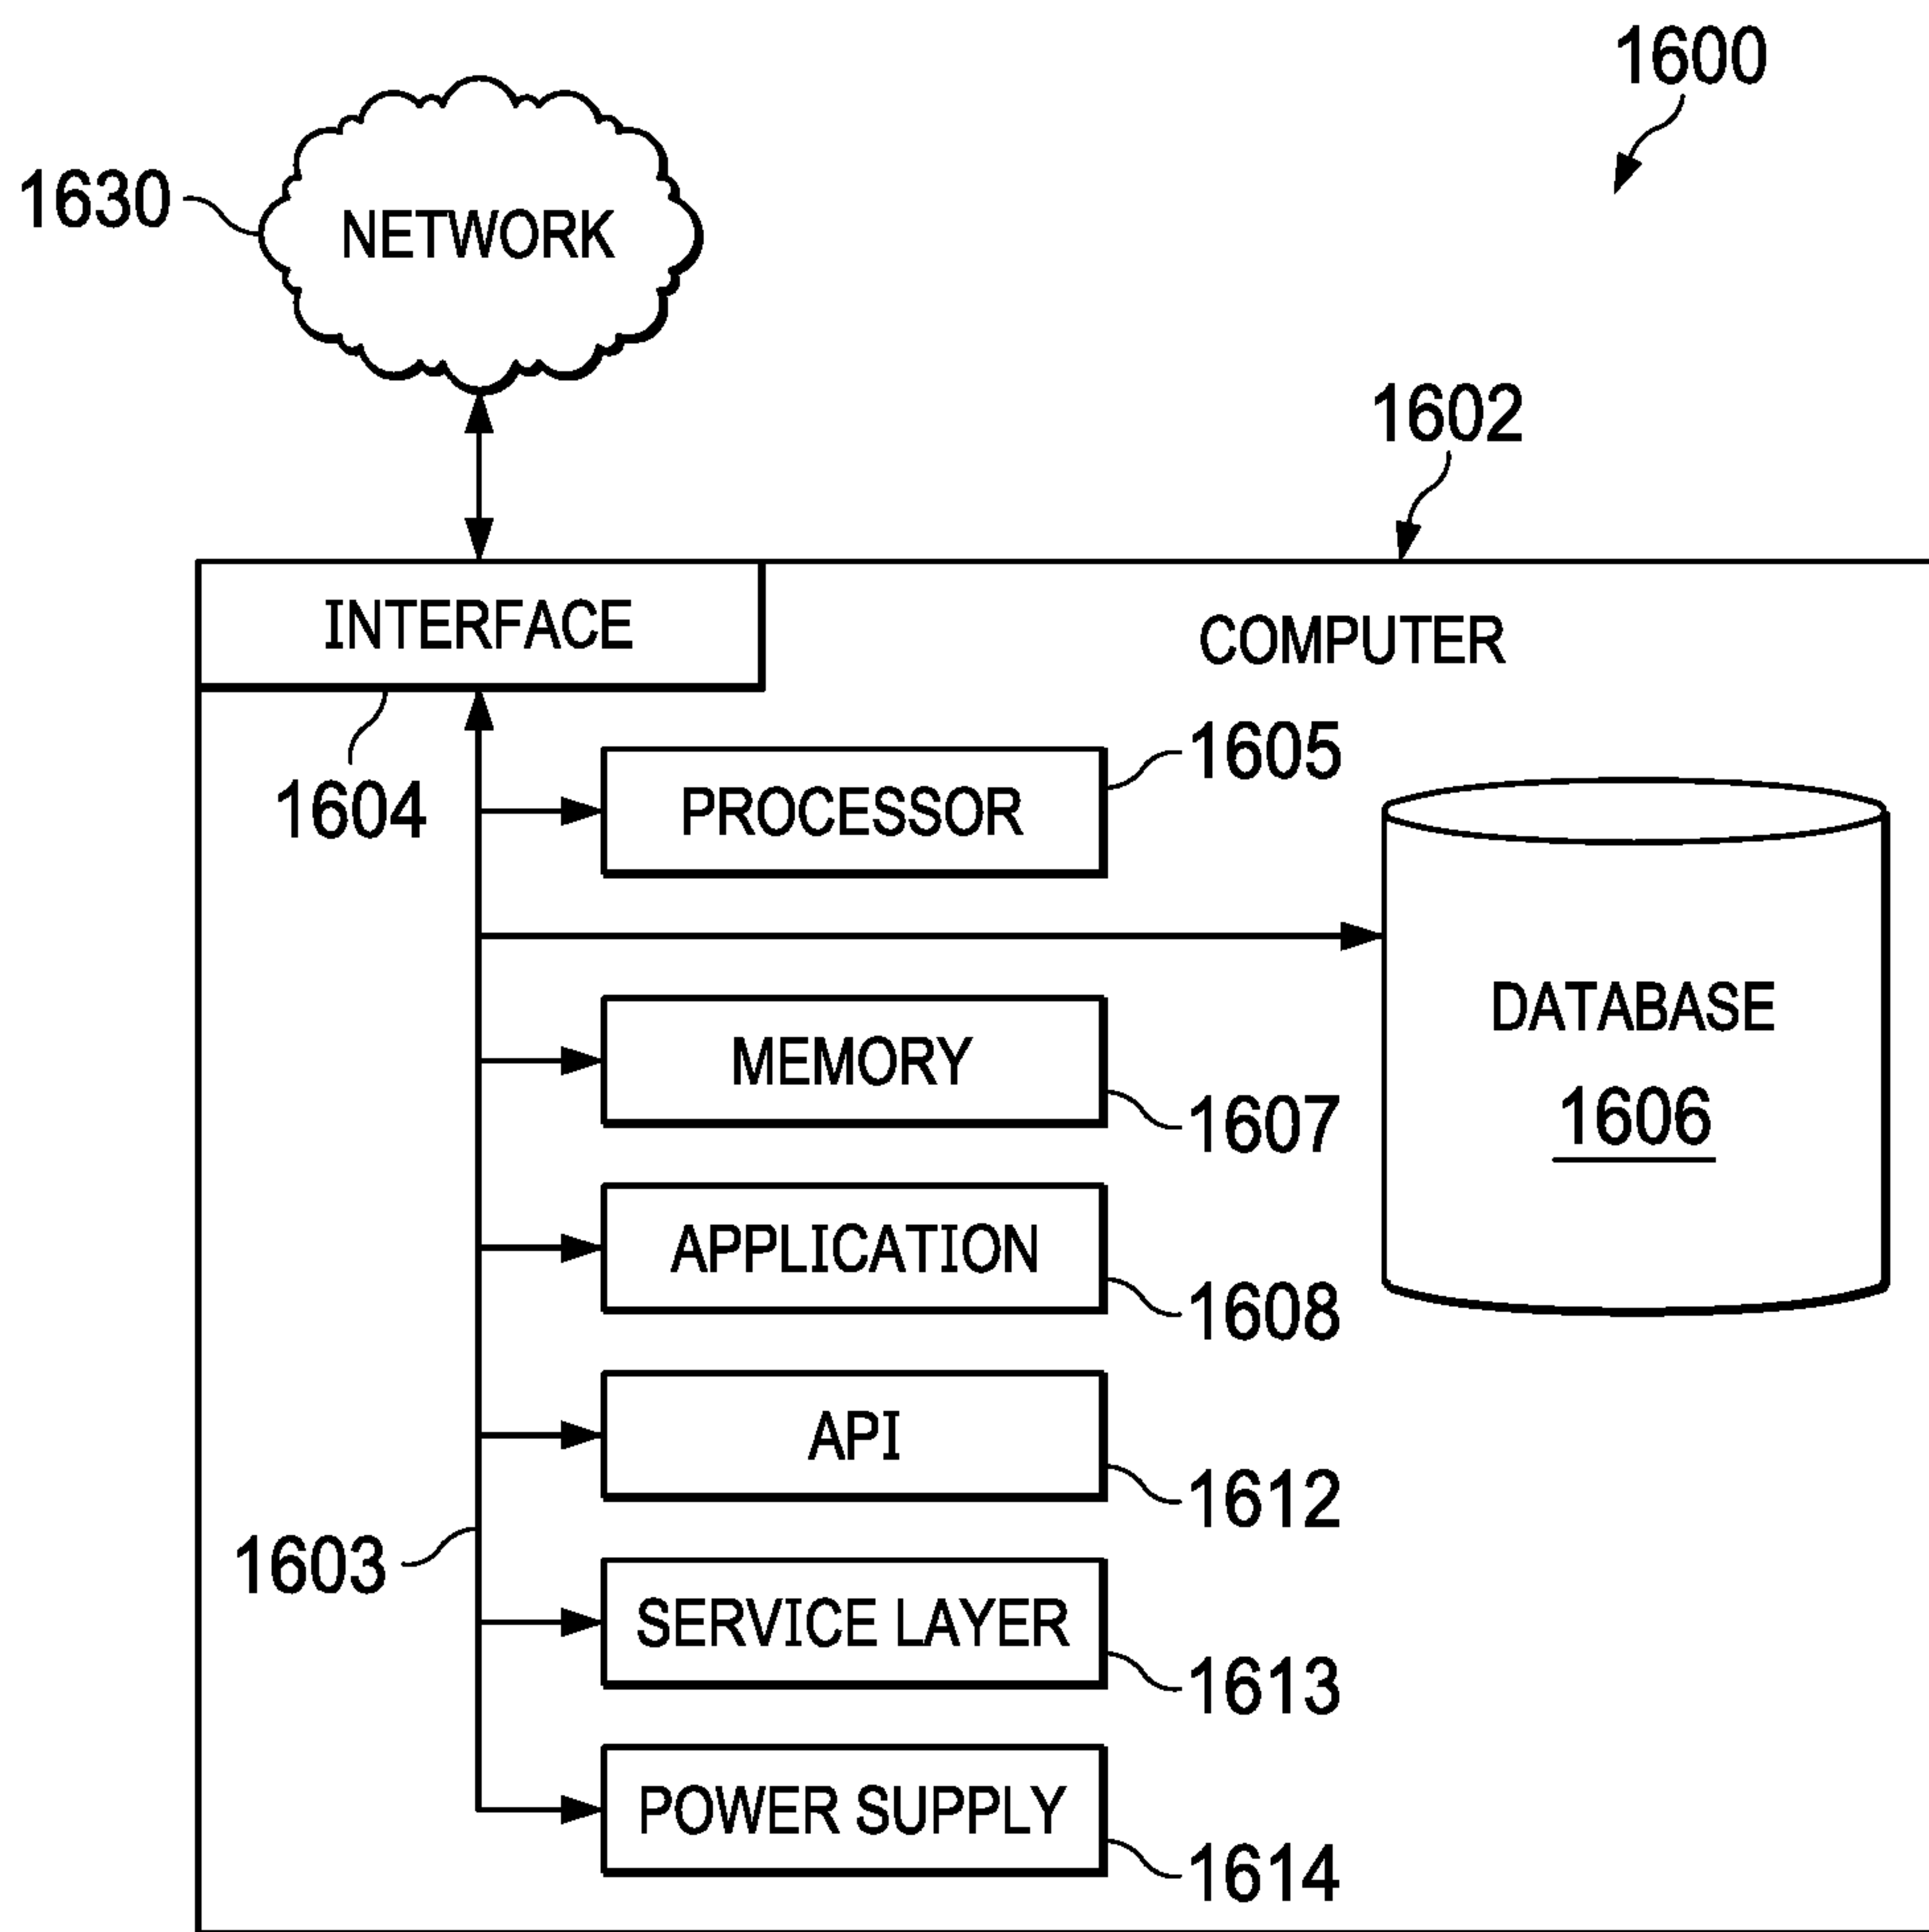 1600
1630
NETWORK
1602
INTERFACE
COMPUTER
1604
1605
PROCESSOR
DATABASE
1606
MEMORY
1607
APPLICATION
1608
API
1612
1603
SERVICE LAYER
1613
POWER SUPPLY
1614